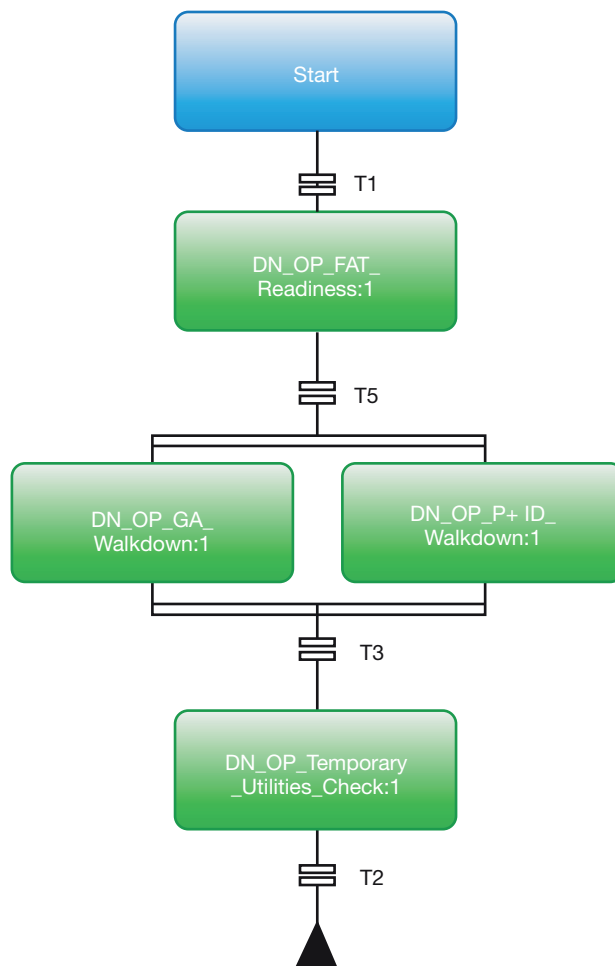 Start
T1
DN_OP_FAT_
Readiness:1
T5
DN_OP_GA_
Walkdown:1
DN_OP_P+ ID_
Walkdown:1
T3
DN_OP_Temporary
_Utilities_Check:1
T2